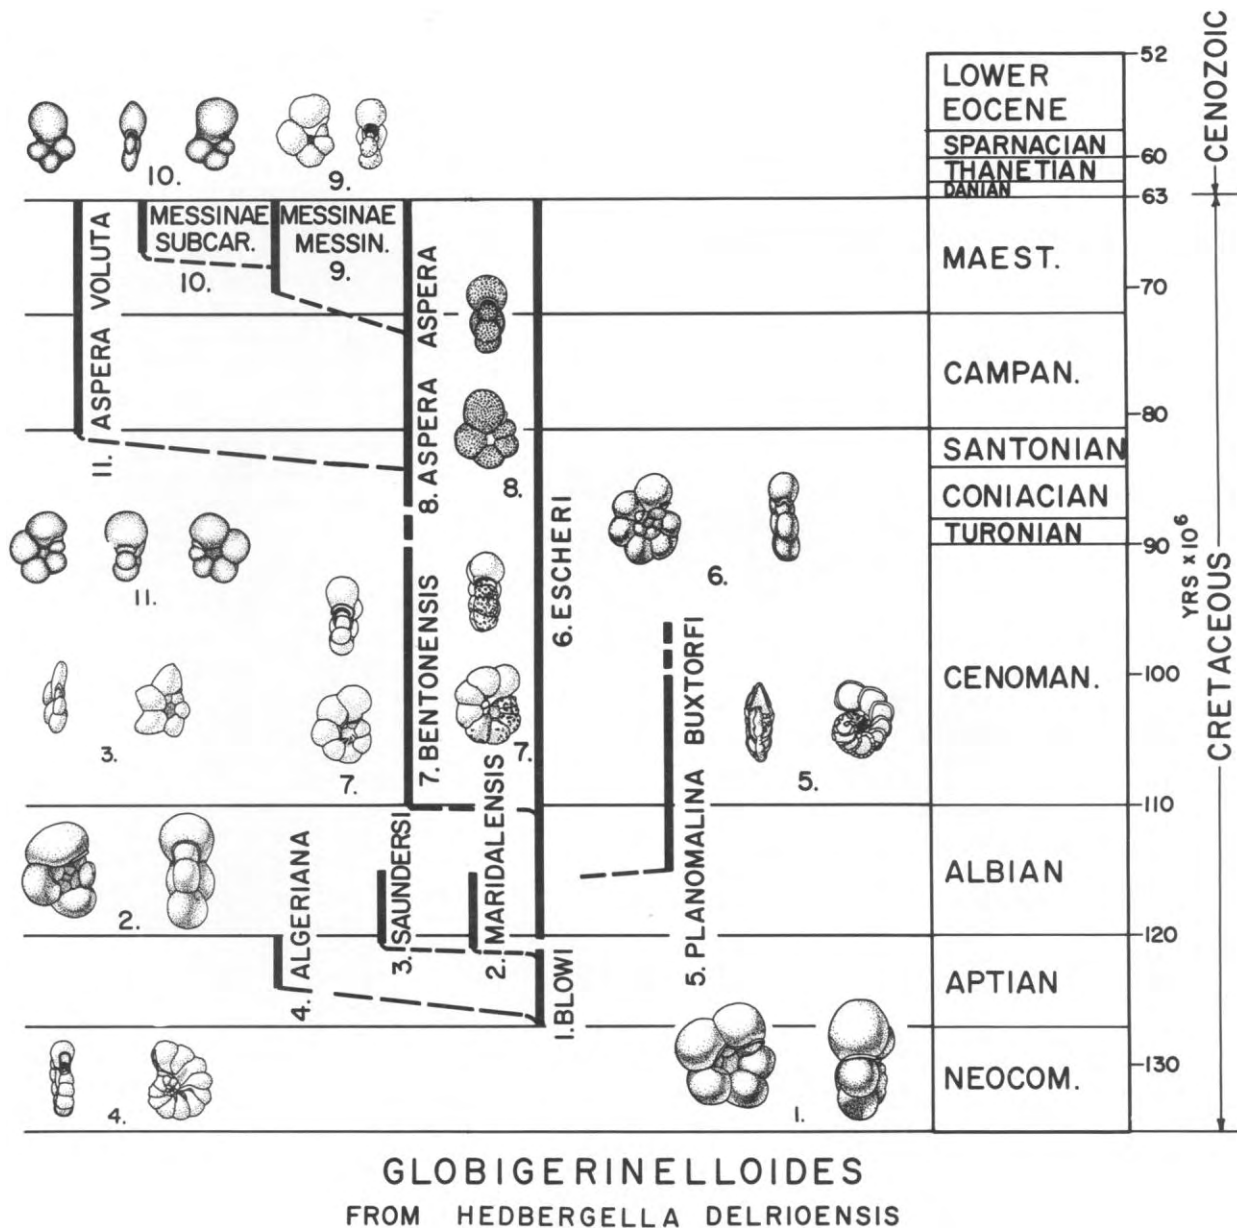 52
LOWER
EOCENE
SPARNACIAN
60
THANETIAN
DANIAN
63
CENOZOIC
10.
9.
ASPERA VOLUTA
11.
MESSINAE
SUBCAR.
10.
MESSINAE
MESSIN.
9.
8. ASPERA ASPERA
MAEST.
70
CAMPAN.
80
SANTONIAN
CONIACIAN
TURONIAN
90
YRS x 10⁶
CRETACEOUS
8.
6.
11.
6. ESCHERI
7. BENTONENSIS
3.
7.
7.
5.
CENOMAN.
100
110
5. PLANOMALINA BUXTORFI
2.
4. ALGERIANA
3. SAUNDERSI
2. MARIDALENSIS
ALBIAN
120
1. BLOWI
APTIAN
4.
1.
NEOCOM.
130
GLOBIGERINELLOIDES
FROM HEDBERGELLA DELRIOENSIS